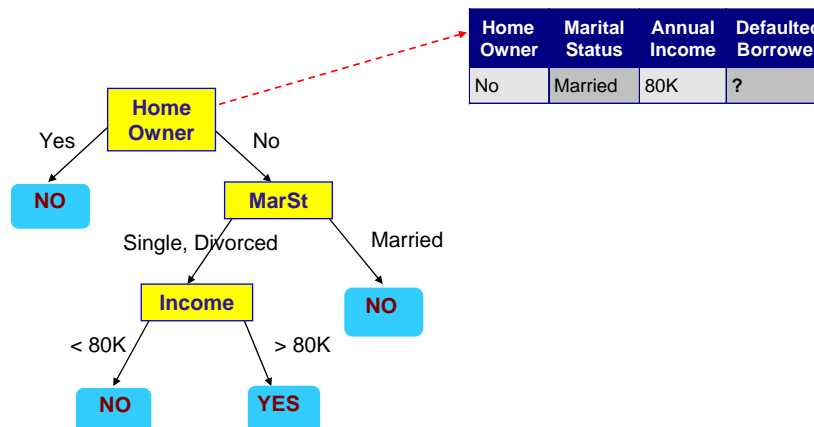 Home Marital Annual Defaulted
Owner Status Income Borrowe
No Married 80K ?
Home
Owner
Yes No
NO MarSt
Single, Divorced Married
Income NO
< 80K > 80K
NO YES